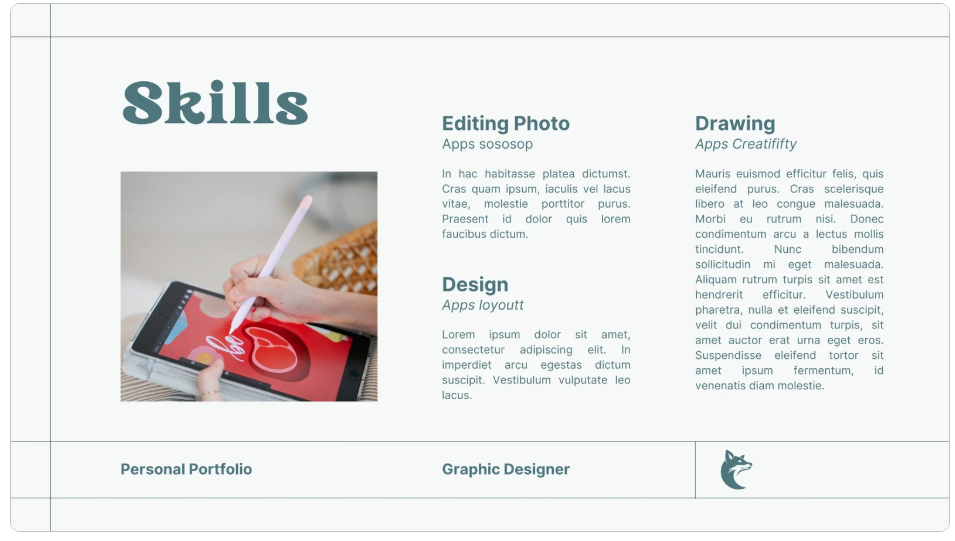 Skills
Editing Photo
Apps sososop
In hac habitasse platea dictumst.
Cras quam ipsum, iaculis vel lacus
vitae, molestie porttitor purus.
Praesent id dolor quis lorem
faucibus dictum.
Design
Apps loyoutt
Lorem ipsum dolor sit amet,
consectetur adipiscing elit. In
imperdiet arcu egestas dictum
suscipit. Vestibulum vulputate leo
lacus.
Drawing
Apps Creatififty
Mauris euismod efficitur felis, quis
eleifend purus. Cras scelerisque
libero at leo congue malesuada.
Morbi eu rutrum nisi. Donec
condimentum arcu a lectus mollis
tincidunt. Nunc bibendum
sollicitudin mi eget malesuada.
Aliquam rutrum turpis sit amet est
hendrerit efficitur. Vestibulum
pharetra, nulla et eleifend suscipit,
velit dui condimentum turpis, sit
amet auctor erat urna eget eros.
Suspendisse eleifend tortor sit
amet ipsum fermentum, id
venenatis diam molestie.
Personal Portfolio
Graphic Designer